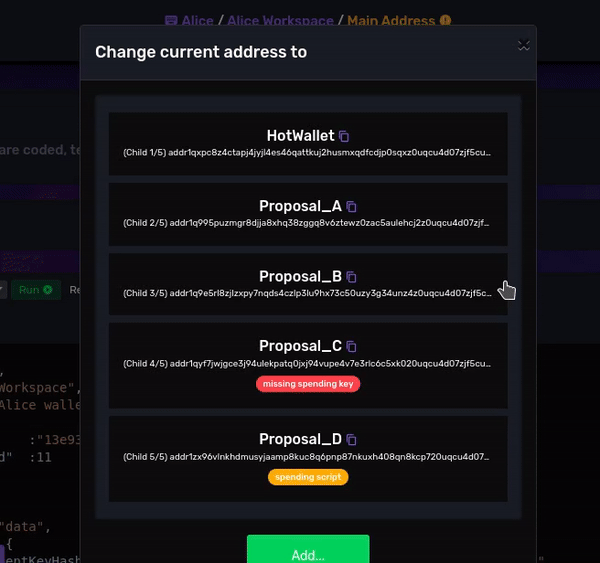 Alice / Alice Workspace / Main Address
Change current address to
HotWallet
(Child 1/5) addr1qxpc8z4ctapj4jyjl4es46qattkuj2husmxqdfcdjp0sqxz0uqcu4d07zjf5cu...
Proposal_A
(Child 2/5) addr1q995puzmgr8djja8xhq38zggq8v6ztewz0zac5aulehcj2z0uqcu4d07zjf...
are coded, te
Proposal_B
(Child 3/5) addr1q9e5rl8zjlzxpy7nqds4czlp3lu9hx73c50uzy3g34unz4z0uqcu4d07zjf5c...
Run
Re
Proposal_C
(Child 4/5) addr1qyf7jwjgce3j94ulekpatq0jxj94vupe4v7e3rlc6c5xk020uqcu4d07zjf5cu...
missing spending key
Workspace",
Alice walle
Proposal_D
:"13e93
(Child 5/5) addr1zx96vlnkhdmusyjaamp8kuc8q6pnp87nkuxh408qn8kcp720uqcu4d07...
d" :11
spending script
"data",
{
entKeyHash
Add...